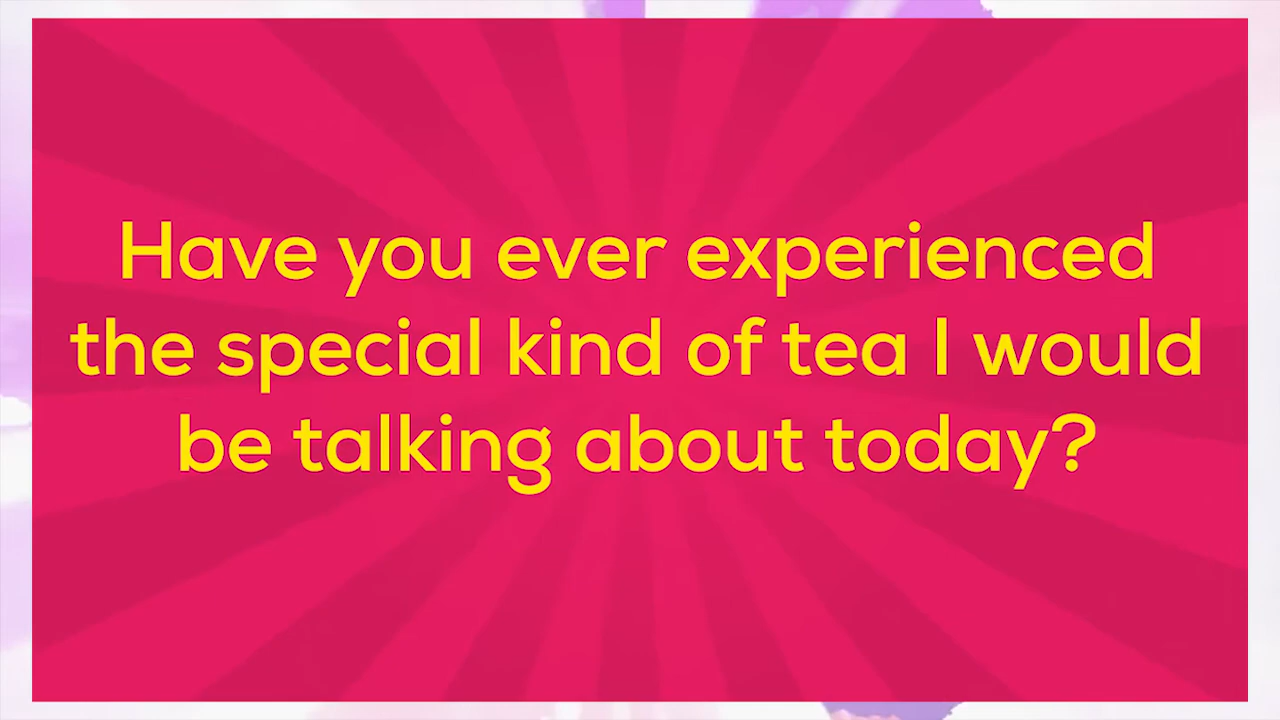 Have you ever experienced
the special kind of tea I would
be talking about today?